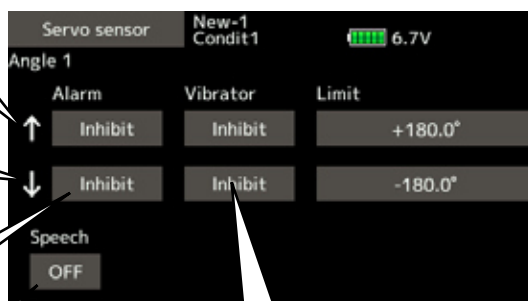 Servo sensor New-1
Condit1 6.7V
Angle 1
Alarm Vibrator Limit
↑ Inhibit Inhibit +180.0°
↓ Inhibit Inhibit -180.0°
Speech
OFF